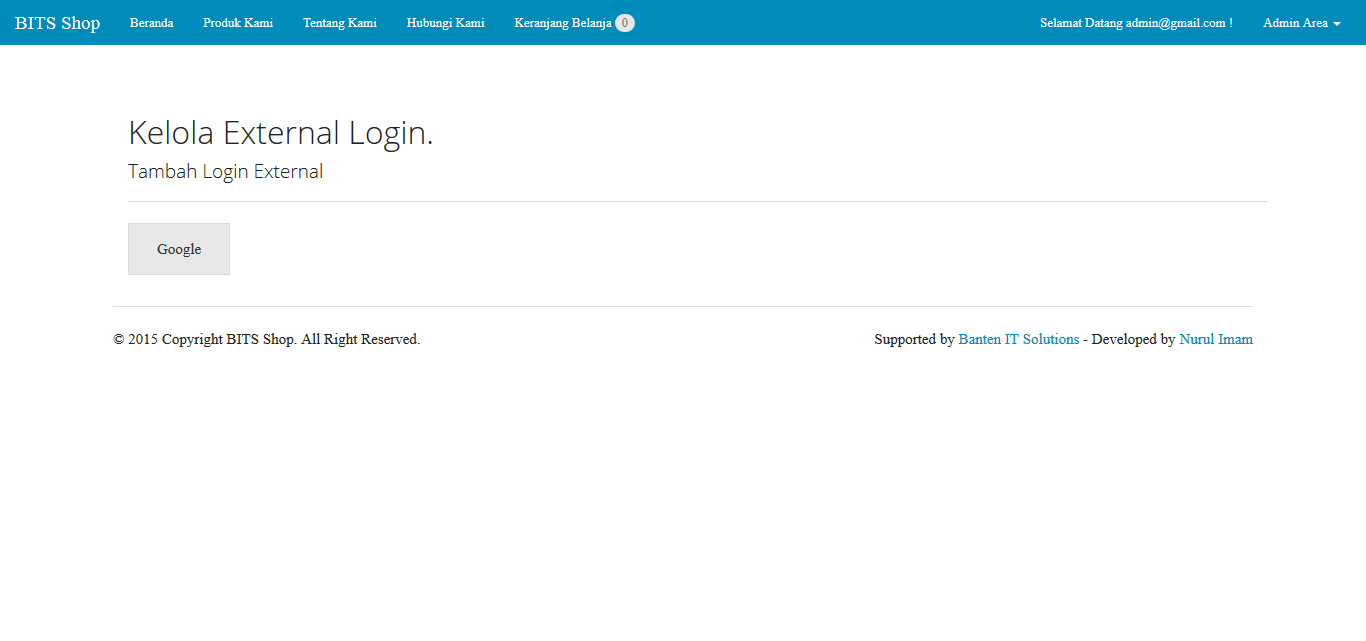 BITS Shop Beranda Produk Kami Tentang Kami Hubungi Kami Keranjang Belanja 0 Selamat Datang admin@gmail.com ! Admin Area
Kelola External Login.
Tambah Login External
Google
© 2015 Copyright BITS Shop. All Right Reserved. Supported by Banten IT Solutions - Developed by Nurul Imam